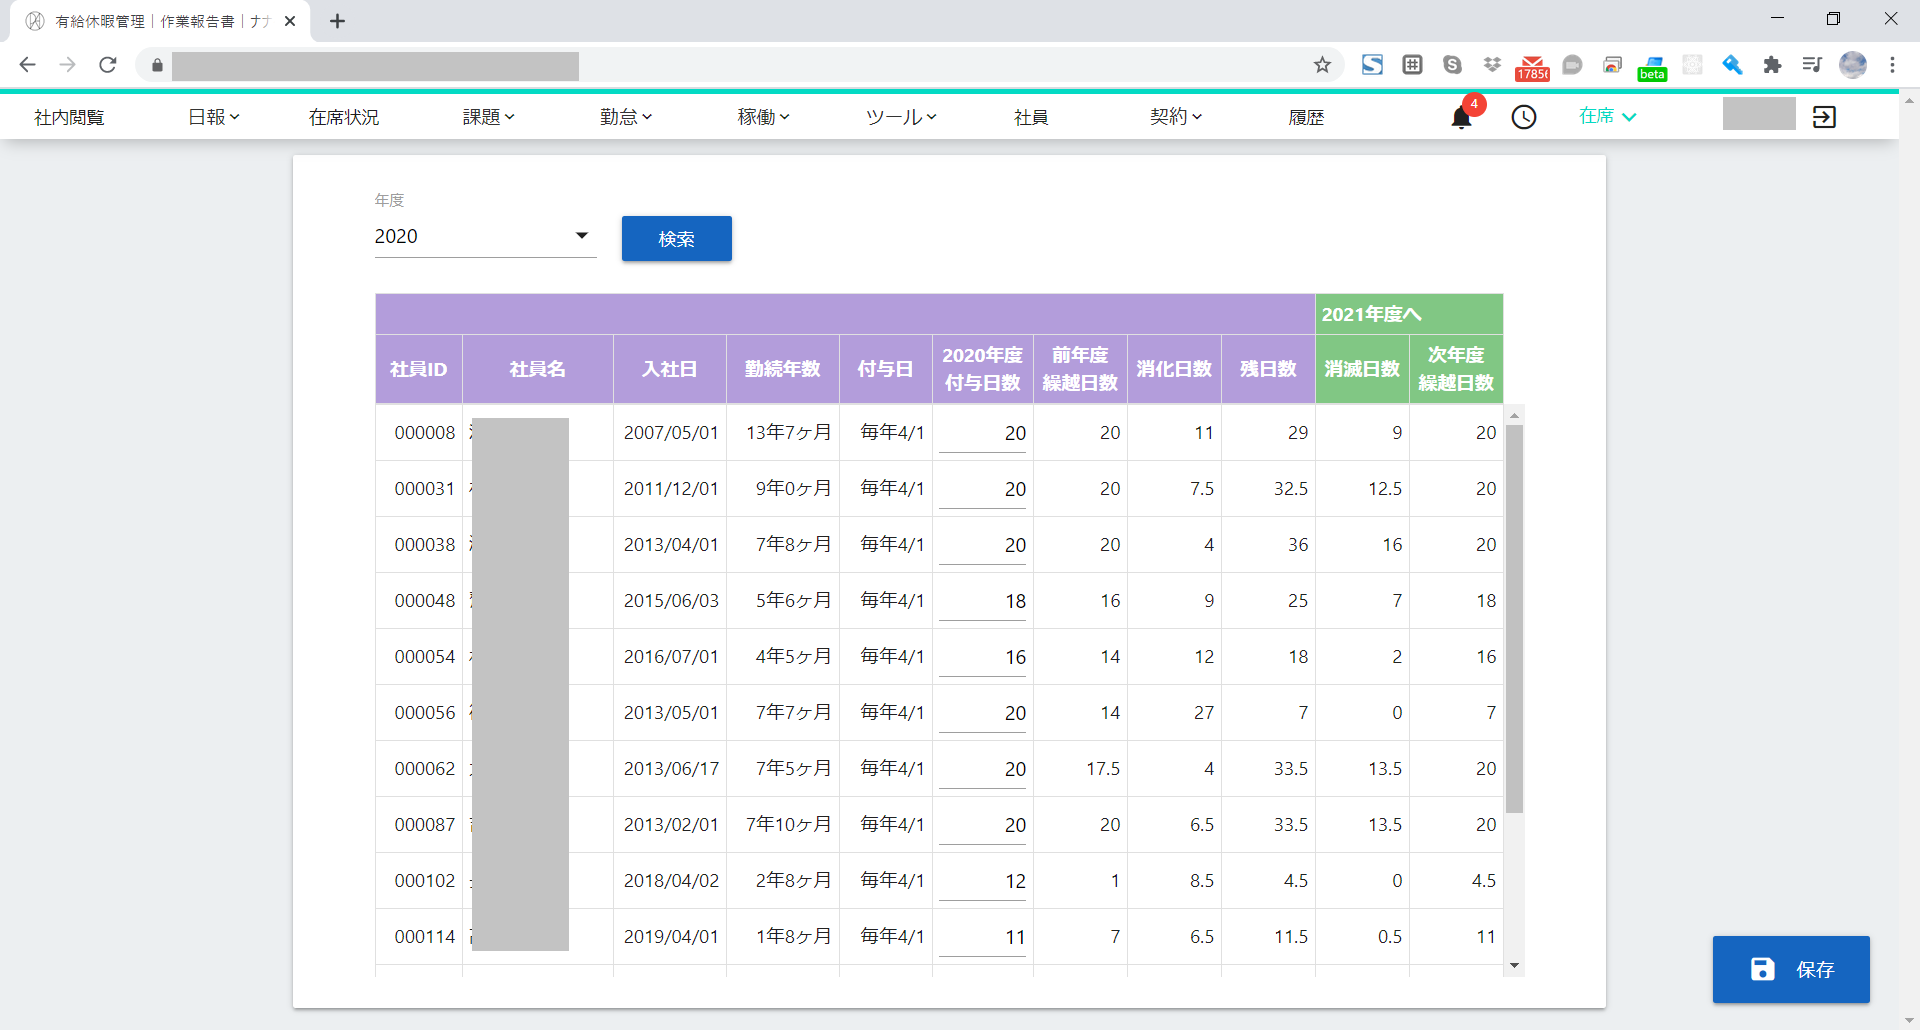 有給休暇管理｜作業報告書｜ナナ
17856
beta
社内閲覧 日報 在席状況 課題 勤怠 稼働 ツール 社員 契約 履歴 4 在席
年度
2020 検索
2021年度へ
社員ID 社員名 入社日 勤続年数 付与日 2020年度 付与日数 前年度 繰越日数 消化日数 残日数 消滅日数 次年度 繰越日数
000008 2007/05/01 13年7ヶ月 毎年4/1 20 20 11 29 9 20
000031 2011/12/01 9年0ヶ月 毎年4/1 20 20 7.5 32.5 12.5 20
000038 2013/04/01 7年8ヶ月 毎年4/1 20 20 4 36 16 20
000048 2015/06/03 5年6ヶ月 毎年4/1 18 16 9 25 7 18
000054 2016/07/01 4年5ヶ月 毎年4/1 16 14 12 18 2 16
000056 2013/05/01 7年7ヶ月 毎年4/1 20 14 27 7 0 7
000062 2013/06/17 7年5ヶ月 毎年4/1 20 17.5 4 33.5 13.5 20
000087 2013/02/01 7年10ヶ月 毎年4/1 20 20 6.5 33.5 13.5 20
000102 2018/04/02 2年8ヶ月 毎年4/1 12 1 8.5 4.5 0 4.5
000114 2019/04/01 1年8ヶ月 毎年4/1 11 7 6.5 11.5 0.5 11
保存